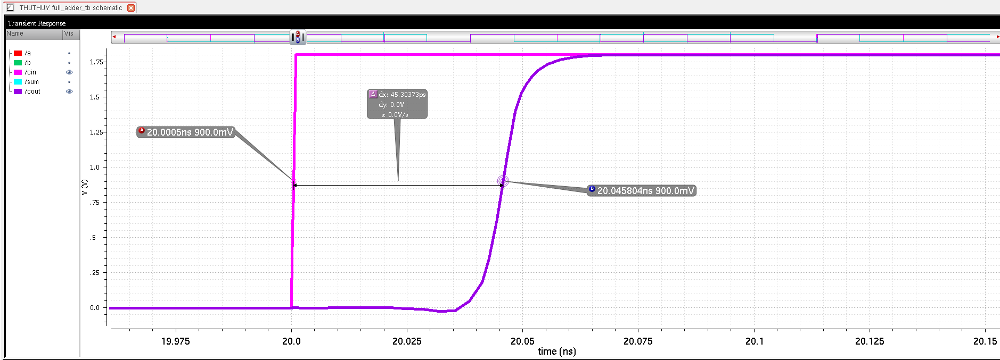 THUTHUY full_adder_tb schematic
Transient Response
Name Vis
/a
/b
/cin
/sum
/cout
A
B
V (V)
1.75
1.5
1.25
1.0
.75
.5
.25
0.0
Δ dx: 45.30373ps
dy: 0.0V
s: 0.0V/s
A 20.0005ns 900.0mV
B 20.045804ns 900.0mV
19.975 20.0 20.025 20.05 20.075 20.1 20.125 20.15
time (ns)